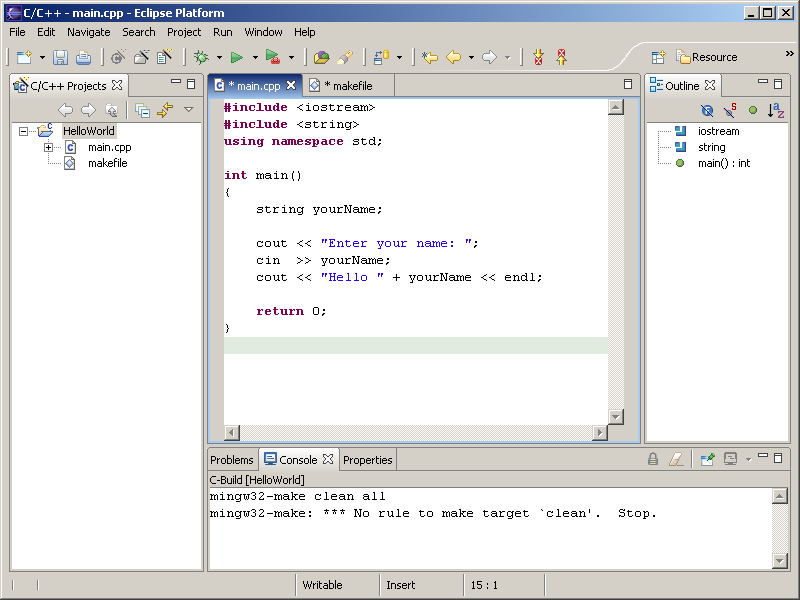 C/C++ - main.cpp - Eclipse Platform
File Edit Navigate Search Project Run Window Help
Resource »
C/C++ Projects
*main.cpp *makefile
Outline
HelloWorld
main.cpp
makefile
#include <iostream>
#include <string>
using namespace std;
int main()
{
string yourName;
cout << "Enter your name: ";
cin >> yourName;
cout << "Hello " + yourName << endl;
return 0;
}
iostream
string
main() : int
Problems Console Properties
C-Build [HelloWorld]
mingw32-make clean all
mingw32-make: *** No rule to make target `clean'. Stop.
Writable Insert 15 : 1